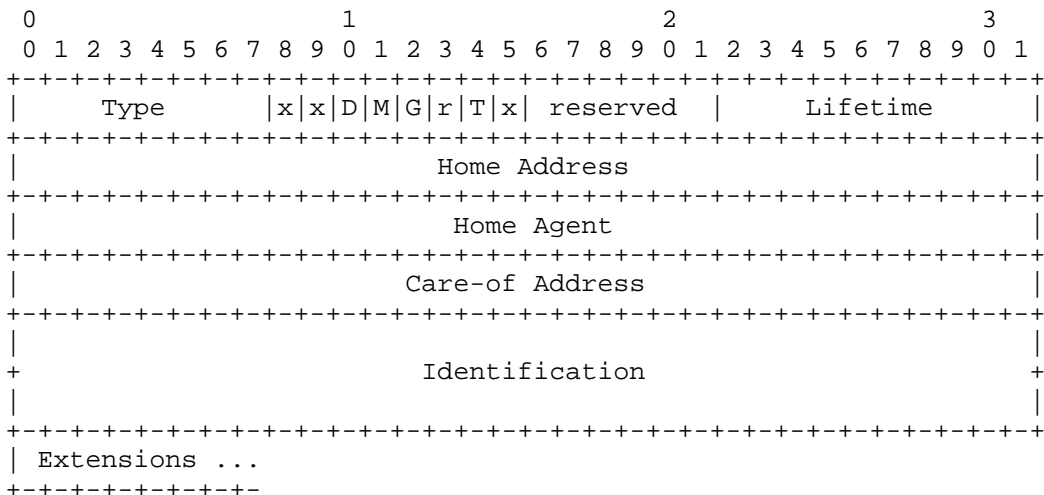 0                   1                   2                   3
 0 1 2 3 4 5 6 7 8 9 0 1 2 3 4 5 6 7 8 9 0 1 2 3 4 5 6 7 8 9 0 1
+-+-+-+-+-+-+-+-+-+-+-+-+-+-+-+-+-+-+-+-+-+-+-+-+-+-+-+-+-+-+-+-+
|     Type      |x|x|D|M|G|r|T|x| reserved  |     Lifetime      |
+-+-+-+-+-+-+-+-+-+-+-+-+-+-+-+-+-+-+-+-+-+-+-+-+-+-+-+-+-+-+-+-+
|                          Home Address                         |
+-+-+-+-+-+-+-+-+-+-+-+-+-+-+-+-+-+-+-+-+-+-+-+-+-+-+-+-+-+-+-+-+
|                           Home Agent                          |
+-+-+-+-+-+-+-+-+-+-+-+-+-+-+-+-+-+-+-+-+-+-+-+-+-+-+-+-+-+-+-+-+
|                        Care-of Address                        |
+-+-+-+-+-+-+-+-+-+-+-+-+-+-+-+-+-+-+-+-+-+-+-+-+-+-+-+-+-+-+-+-+
|                                                               |
+                         Identification                        +
|                                                               |
+-+-+-+-+-+-+-+-+-+-+-+-+-+-+-+-+-+-+-+-+-+-+-+-+-+-+-+-+-+-+-+-+
| Extensions ...
+-+-+-+-+-+-+-+-